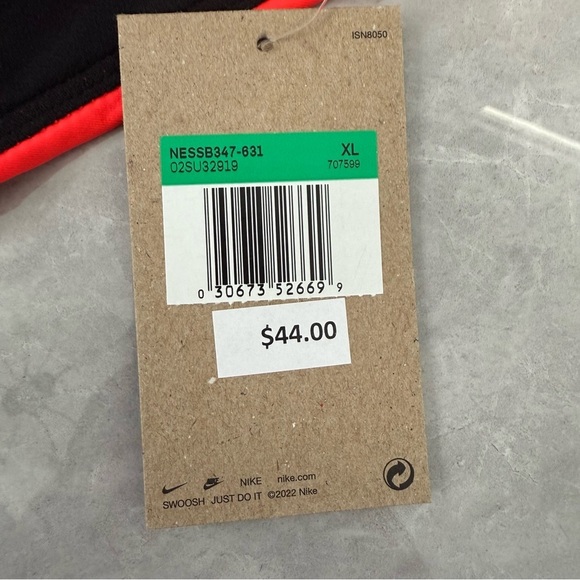 ISN8050
NESSB347-631 XL
02SU32919 707599
0 30673 52669 9
$44.00
NIKE nike.com
SWOOSH JUST DO IT ©2022 Nike